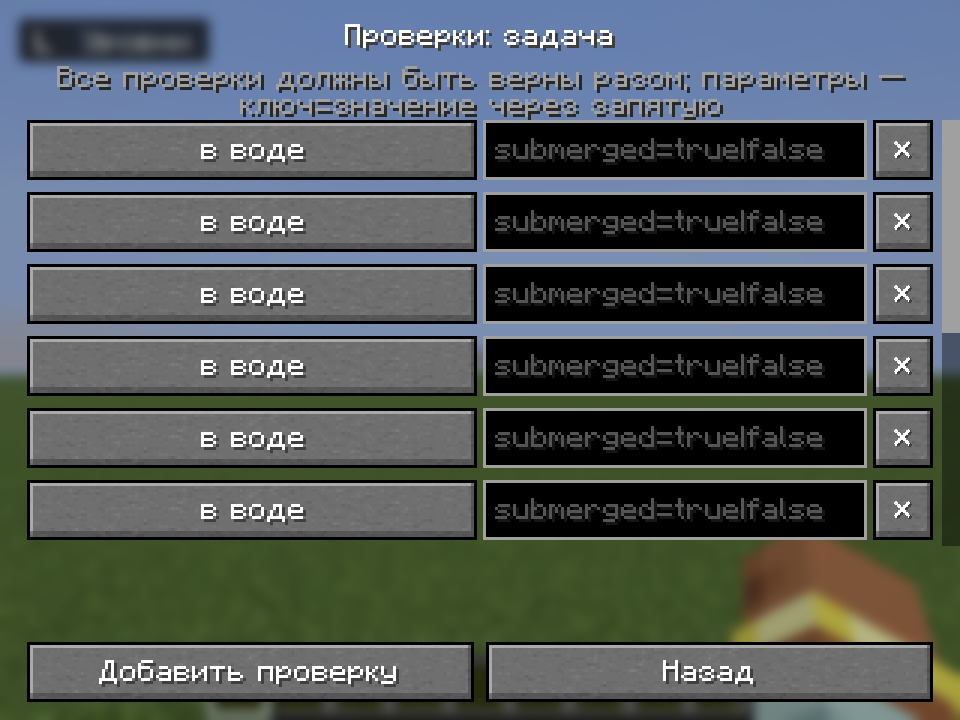 Проверки: задача
Все проверки должны быть верны разом; параметры —
ключ=значение через запятую
в воде submerged=true|false ×
в воде submerged=true|false ×
в воде submerged=true|false ×
в воде submerged=true|false ×
в воде submerged=true|false ×
в воде submerged=true|false ×
Добавить проверку Назад